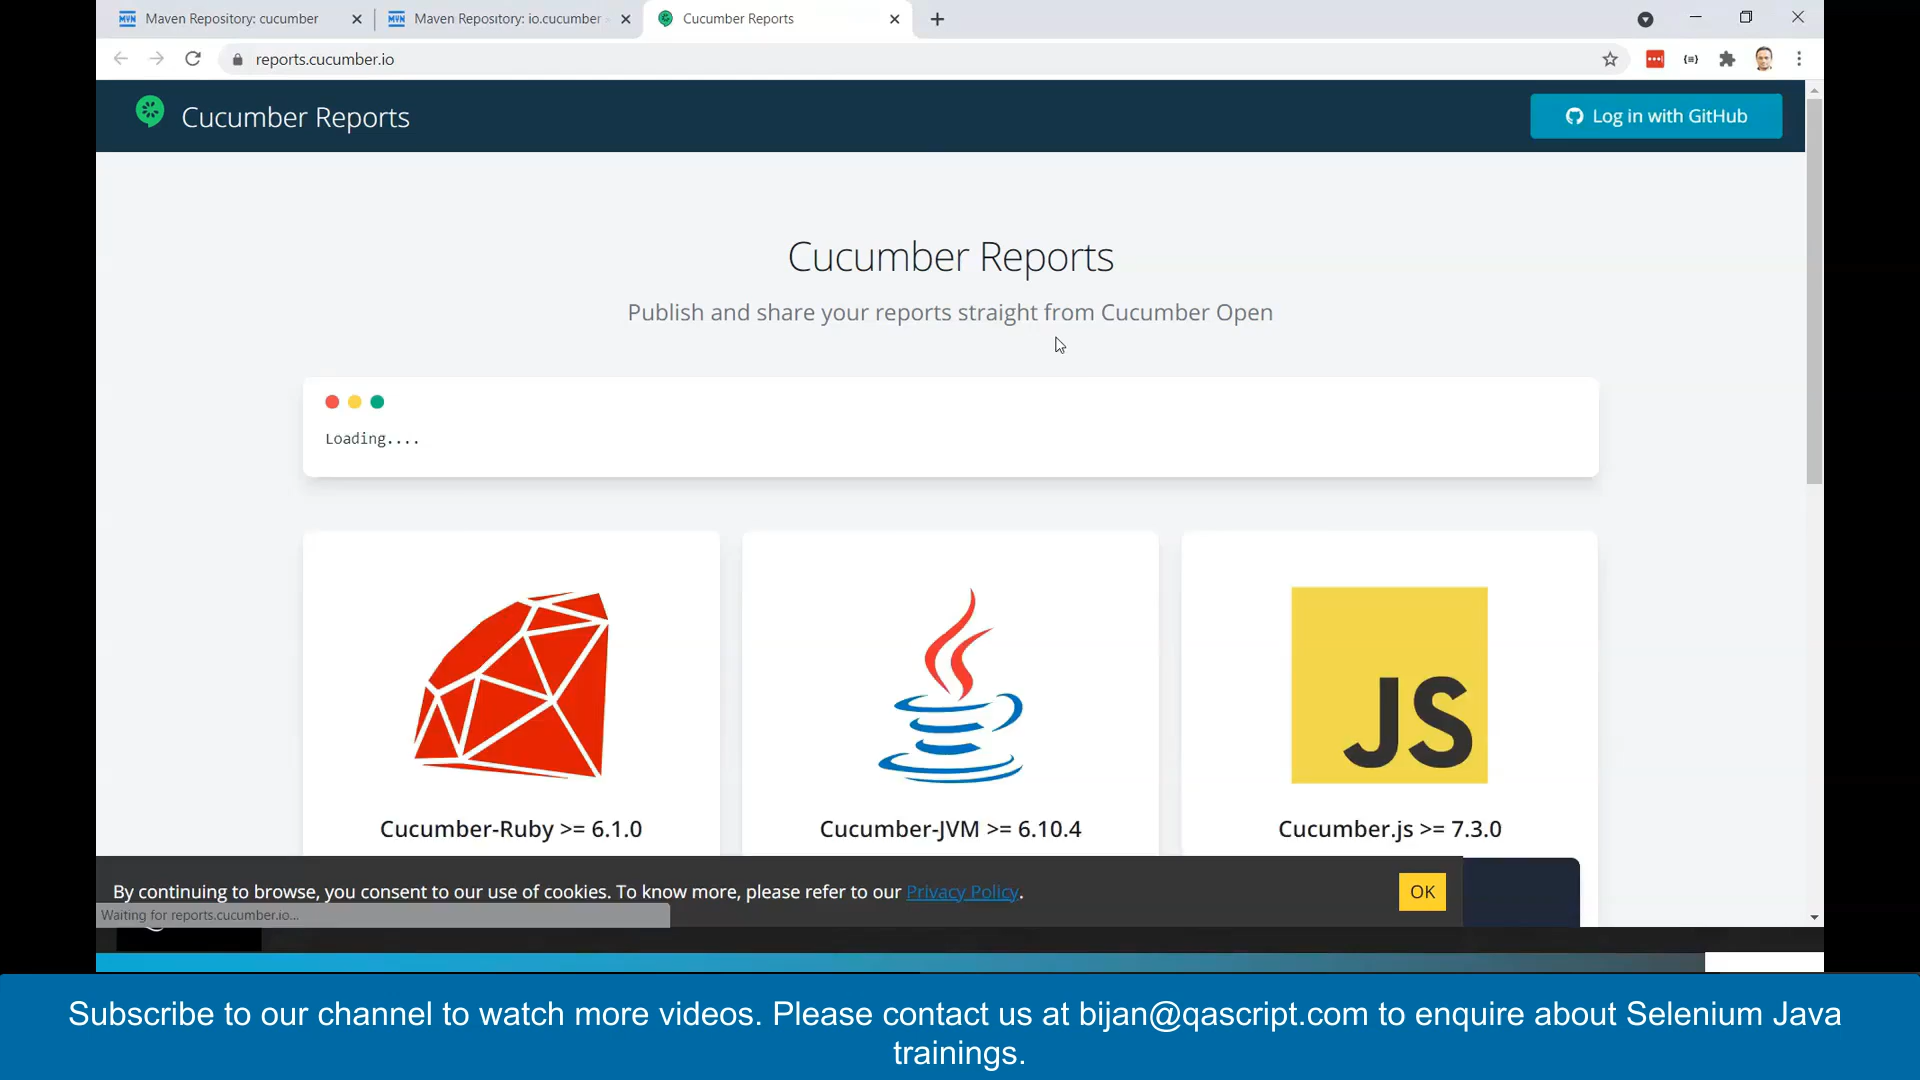 Maven Repository: cucumber
Maven Repository: io.cucumber
Cucumber Reports
reports.cucumber.io
Cucumber Reports
Log in with GitHub
Cucumber Reports
Publish and share your reports straight from Cucumber Open
Loading....
JS
Cucumber-Ruby >= 6.1.0
Cucumber-JVM >= 6.10.4
Cucumber.js >= 7.3.0
By continuing to browse, you consent to our use of cookies. To know more, please refer to our Privacy Policy.
OK
Waiting for reports.cucumber.io...
Subscribe to our channel to watch more videos. Please contact us at bijan@qascript.com to enquire about Selenium Java
trainings.